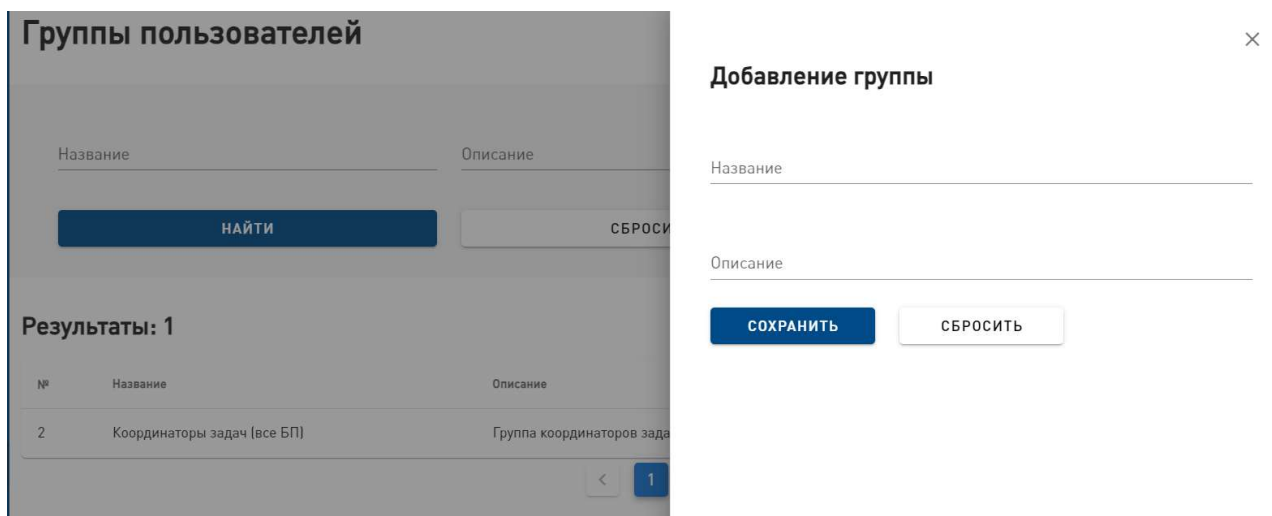 Группы пользователей
Название
Описание
НАЙТИ
СБРОСИ
Результаты: 1
№ Название Описание
2 Координаторы задач (все БП) Группа координаторов зада
< 1
Добавление группы
Название
Описание
СОХРАНИТЬ СБРОСИТЬ